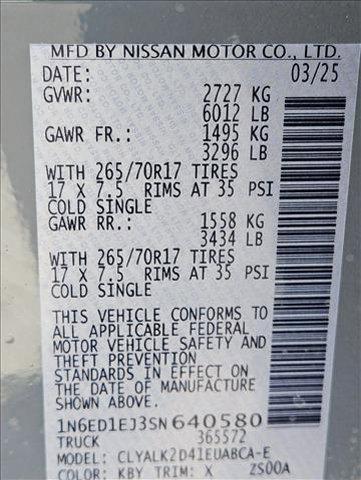 MFD BY NISSAN MOTOR CO., LTD.
DATE: 03/25
GVWR: 2727 KG
6012 LB
GAWR FR.: 1495 KG
3296 LB
WITH 265/70R17 TIRES
17 X 7.5 RIMS AT 35 PSI
COLD SINGLE
GAWR RR.: 1558 KG
3434 LB
WITH 265/70R17 TIRES
17 X 7.5 RIMS AT 35 PSI
COLD SINGLE
THIS VEHICLE CONFORMS TO
ALL APPLICABLE FEDERAL
MOTOR VEHICLE SAFETY AND
THEFT PREVENTION
STANDARDS IN EFFECT ON
THE DATE OF MANUFACTURE
SHOWN ABOVE.
1N6ED1EJ3SN640580
TRUCK 365572
MODEL: CLYALK2D41EUABCA-E
COLOR: KBY TRIM: X ZS00A